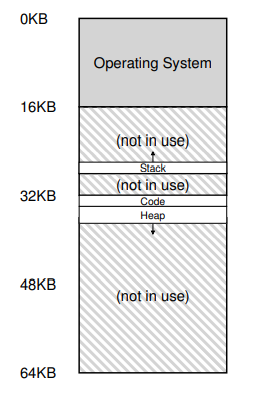 0KB
Operating System
16KB
(not in use)
Stack
(not in use)
32KB
Code
Heap
48KB
(not in use)
64KB